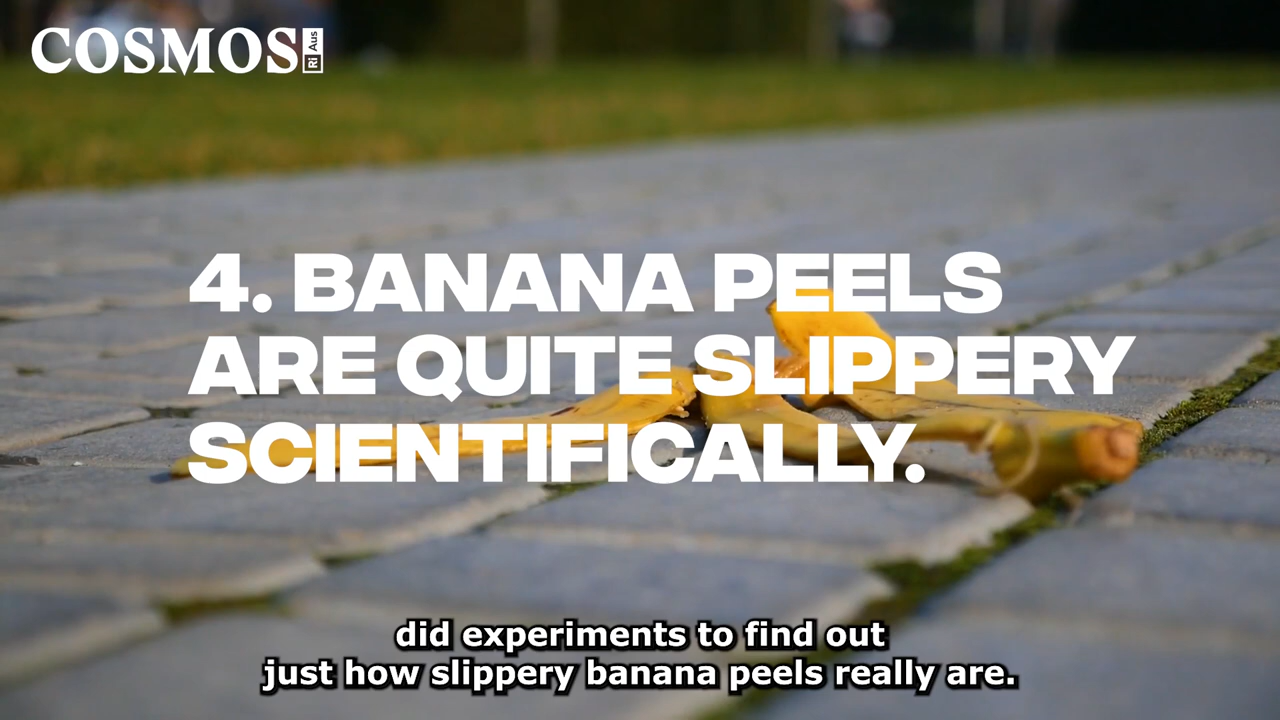 COSMOS
Ri Aus
4. BANANA PEELS
ARE QUITE SLIPPERY
SCIENTIFICALLY.
did experiments to find out
just how slippery banana peels really are.